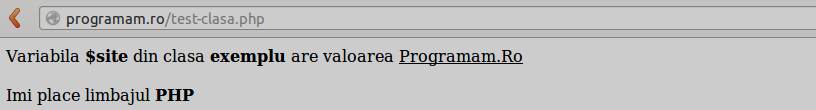 programam.ro/test-clasa.php
Variabila $site din clasa exemplu are valoarea Programam.Ro
Imi place limbajul PHP